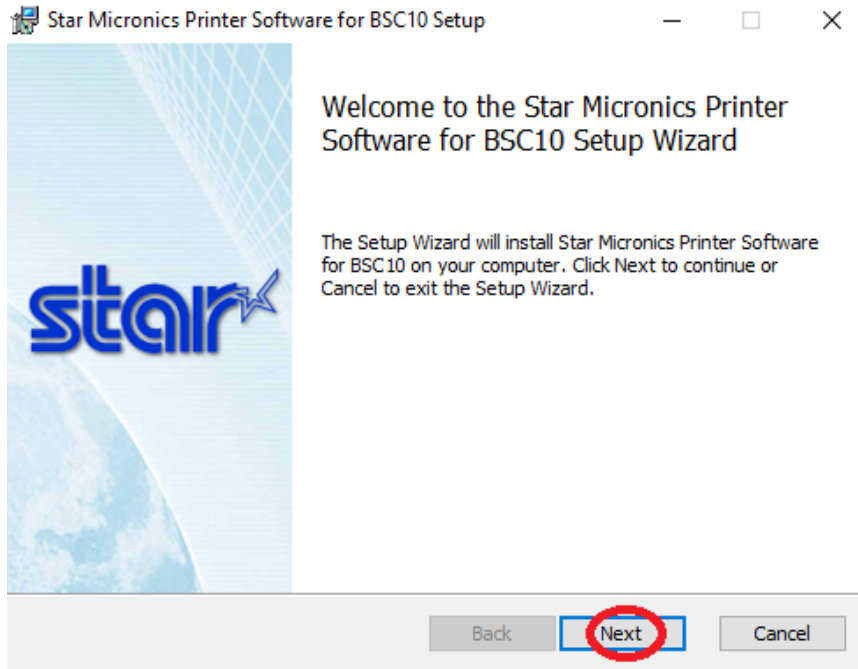 Star Micronics Printer Software for BSC10 Setup
Welcome to the Star Micronics Printer
Software for BSC10 Setup Wizard
The Setup Wizard will install Star Micronics Printer Software
for BSC10 on your computer. Click Next to continue or
Cancel to exit the Setup Wizard.
star
Back
Next
Cancel